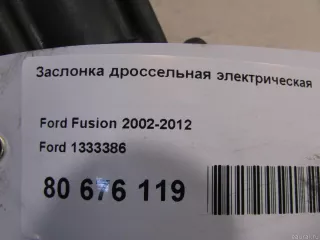 Заслонка дроссельная электрическая
Ford Fusion 2002-2012
Ford 1333386
80 676 119